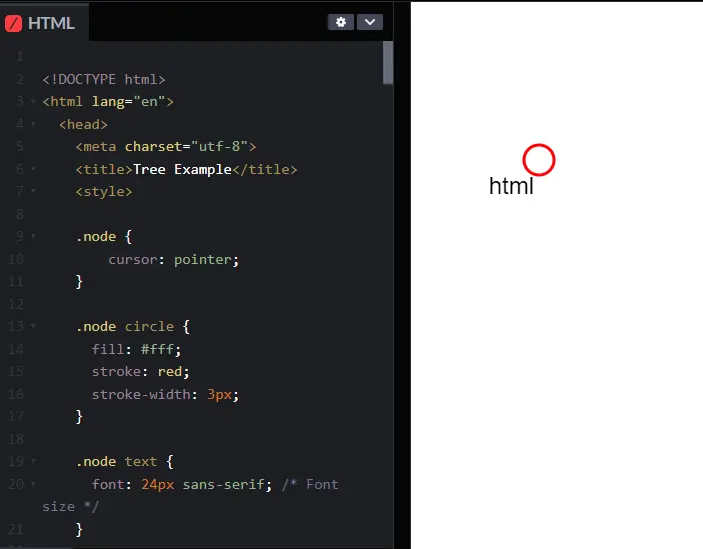 HTML
1
2 <!DOCTYPE html>
3 <html lang="en">
4 <head>
5 <meta charset="utf-8">
6 <title>Tree Example</title>
7 <style>
8
9 .node {
10 cursor: pointer;
11 }
12
13 .node circle {
14 fill: #fff;
15 stroke: red;
16 stroke-width: 3px;
17 }
18
19 .node text {
20 font: 24px sans-serif; /* Font
size */
21 }
html